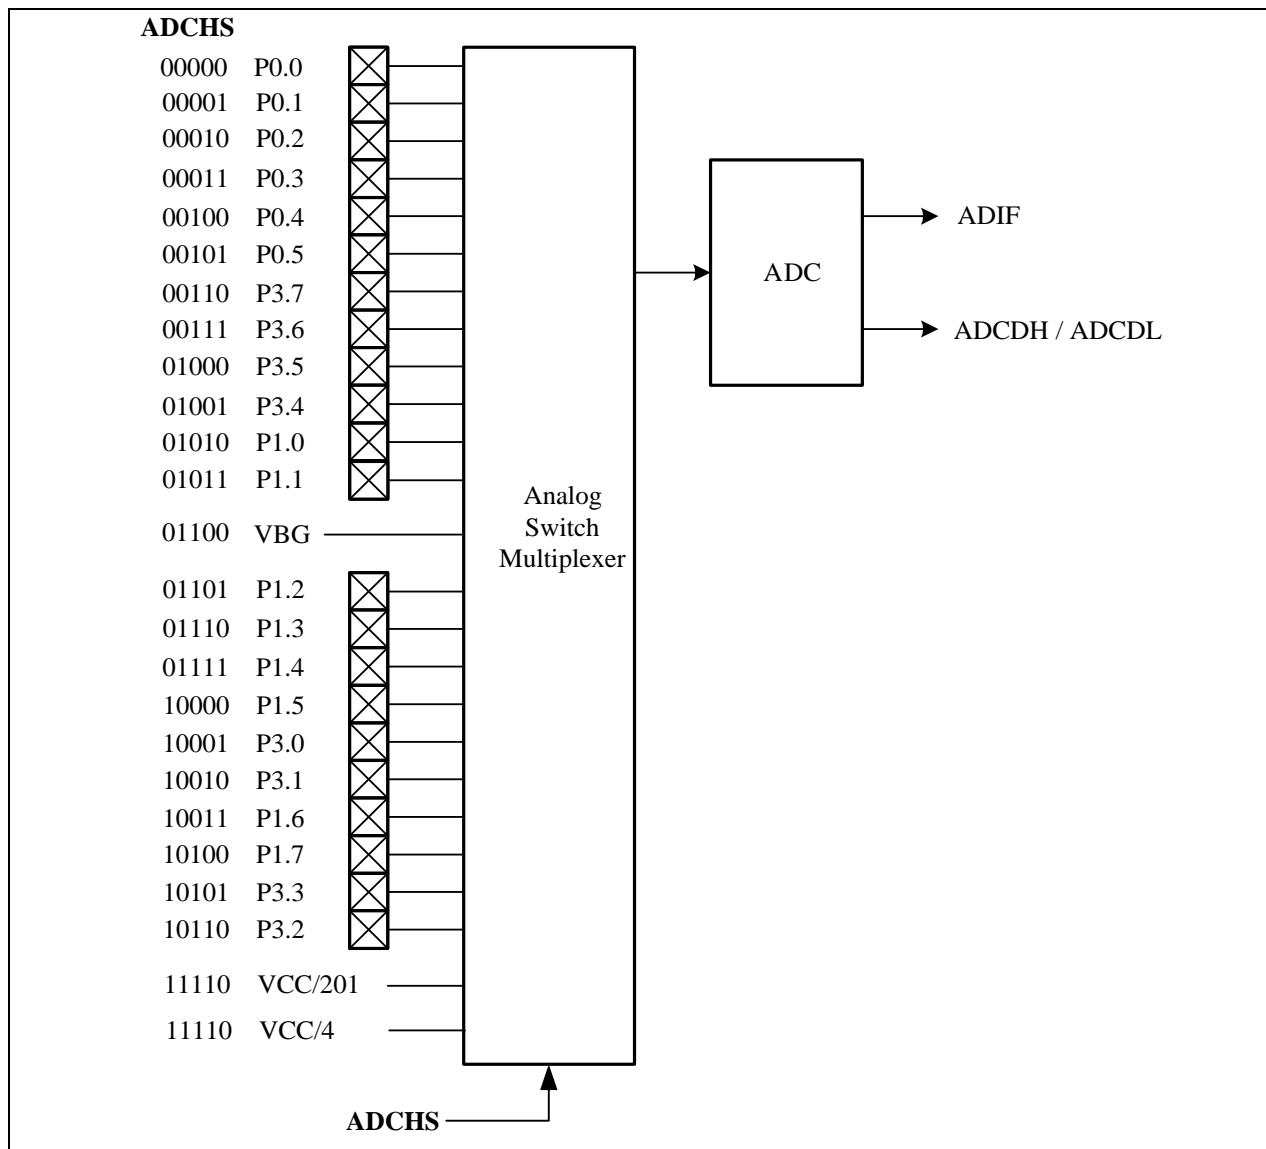 ADCHS
00000 P0.0
00001 P0.1
00010 P0.2
00011 P0.3
00100 P0.4
00101 P0.5
00110 P3.7
00111 P3.6
01000 P3.5
01001 P3.4
01010 P1.0
01011 P1.1
01100 VBG
01101 P1.2
01110 P1.3
01111 P1.4
10000 P1.5
10001 P3.0
10010 P3.1
10011 P1.6
10100 P1.7
10101 P3.3
10110 P3.2
11110 VCC/201
11110 VCC/4
Analog
Switch
Multiplexer
ADC
ADIF
ADCDH / ADCDL
ADCHS